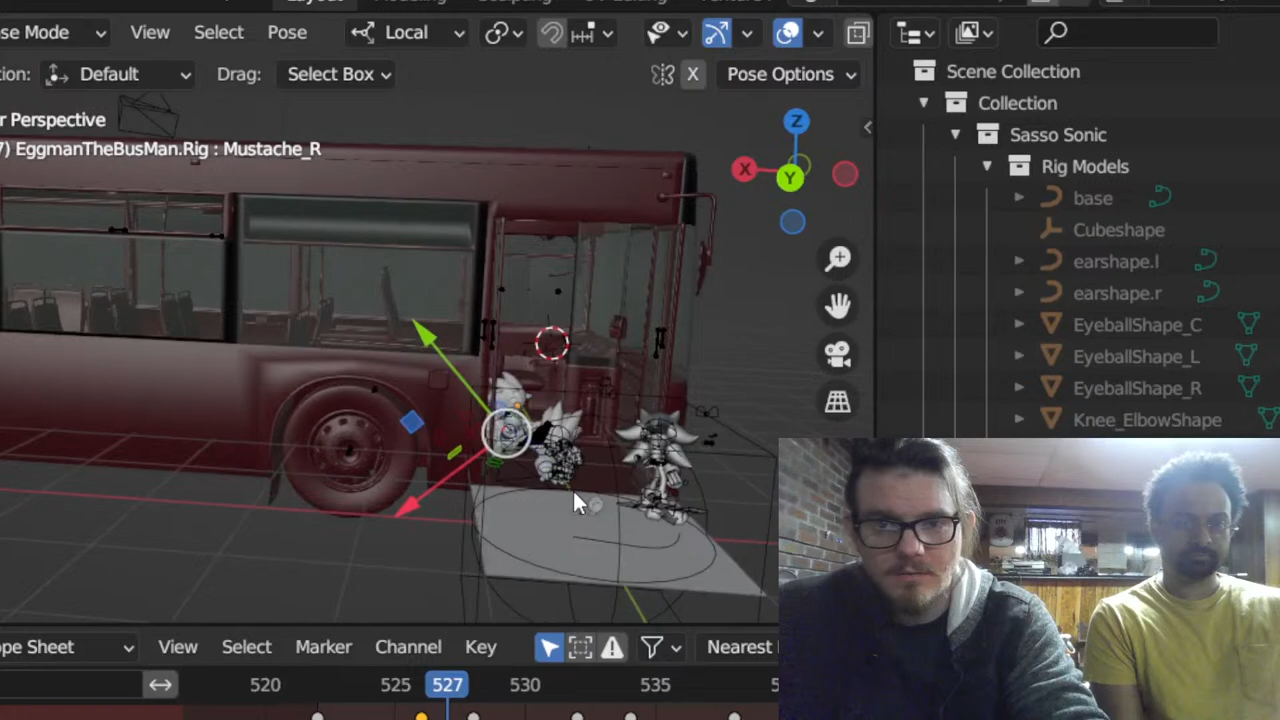 se Mode View Select Pose Local
ion: Default Drag: Select Box X Pose Options
r Perspective
7) EggmanTheBusMan.Rig : Mustache_R
Z
X
Y
Scene Collection
Collection
Sasso Sonic
Rig Models
base
Cubeshape
earshape.l
earshape.r
EyeballShape_C
EyeballShape_L
EyeballShape_R
Knee_ElbowShape
pe Sheet View Select Marker Channel Key Nearest
520 525 527 530 535